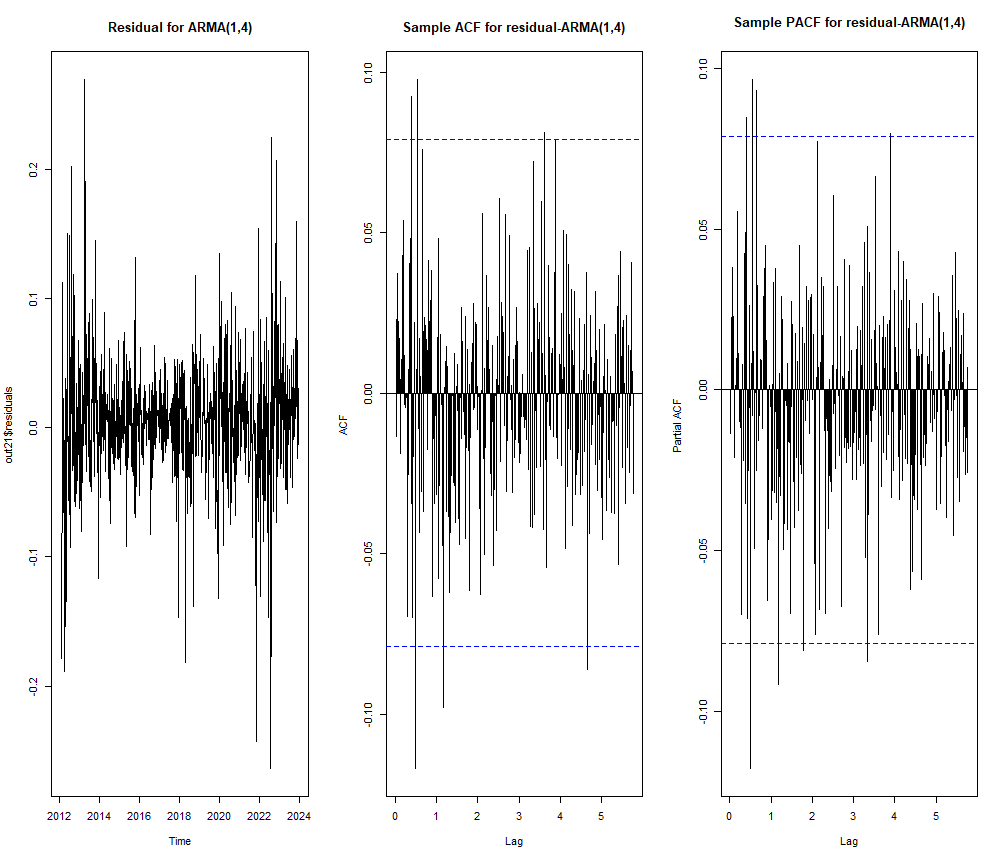 Residual for ARMA(1,4)
out21$residuals
0.2
0.1
0.0
-0.1
-0.2
2012 2014 2016 2018 2020 2022 2024
Time
Sample ACF for residual-ARMA(1,4)
ACF
0.10
0.05
0.00
-0.05
-0.10
0 1 2 3 4 5
Lag
Sample PACF for residual-ARMA(1,4)
Partial ACF
0.10
0.05
0.00
-0.05
-0.10
0 1 2 3 4 5
Lag